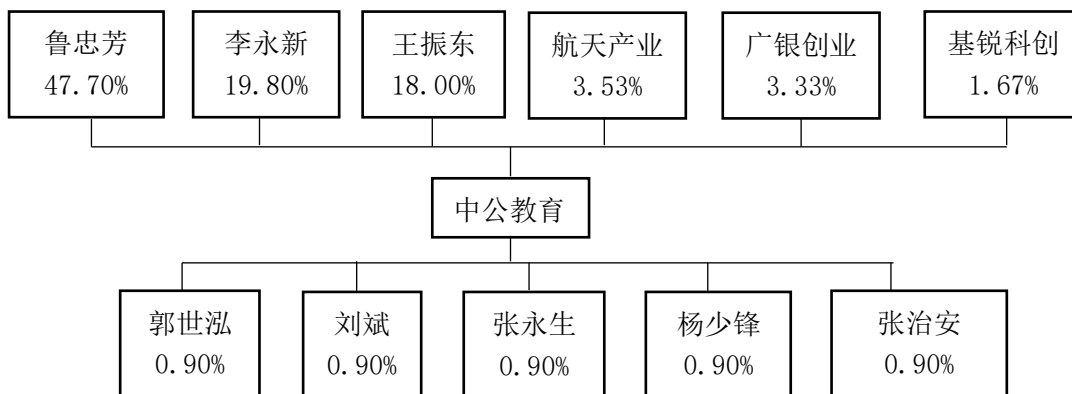 鲁忠芳
47.70%
李永新
19.80%
王振东
18.00%
航天产业
3.53%
广银创业
3.33%
基锐科创
1.67%
中公教育
郭世泓
0.90%
刘斌
0.90%
张永生
0.90%
杨少锋
0.90%
张治安
0.90%